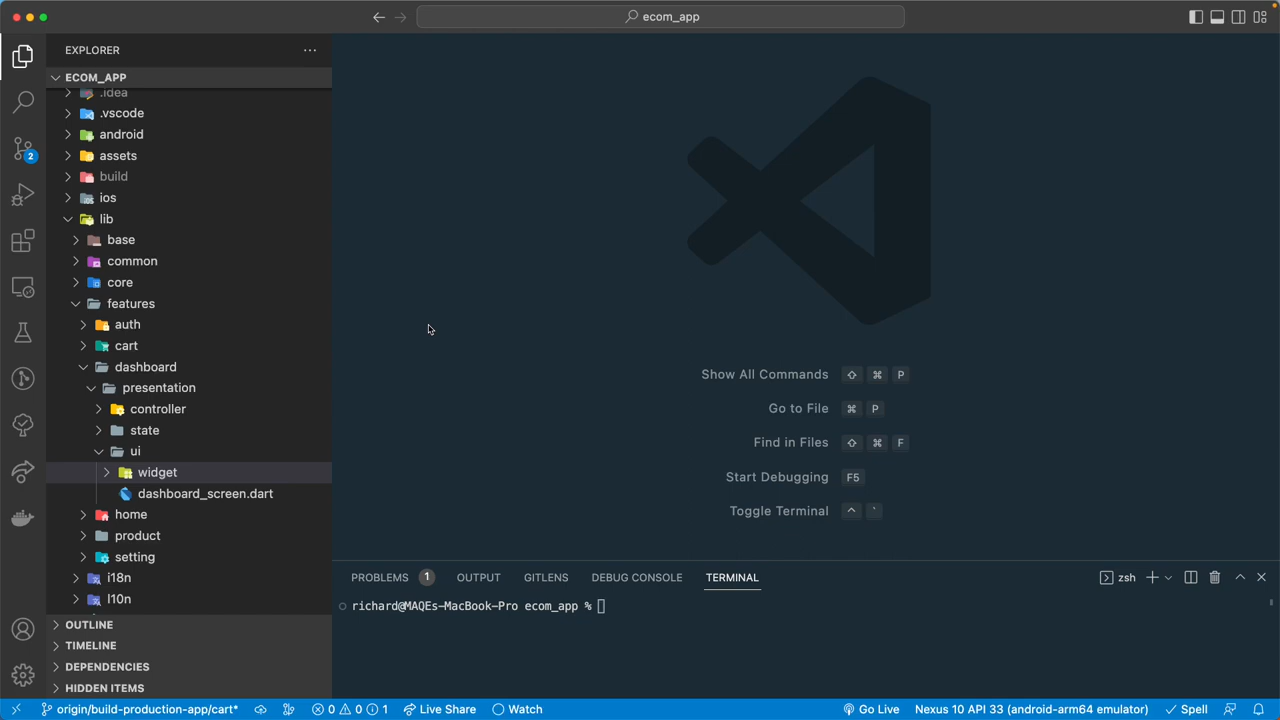 ecom_app
EXPLORER
ECOM_APP
.idea
.vscode
android
assets
build
ios
lib
base
common
core
features
auth
cart
dashboard
presentation
controller
state
ui
widget
dashboard_screen.dart
home
product
setting
i18n
l10n
OUTLINE
TIMELINE
DEPENDENCIES
HIDDEN ITEMS
2
Show All Commands ⇧ ⌘ P
Go to File ⌘ P
Find in Files ⇧ ⌘ F
Start Debugging F5
Toggle Terminal ^ `
PROBLEMS 1 OUTPUT GITLENS DEBUG CONSOLE TERMINAL zsh
richard@MAQEs-MacBook-Pro ecom_app %
origin/build-production-app/cart* 0 0 1 Live Share Watch Go Live Nexus 10 API 33 (android-arm64 emulator) Spell